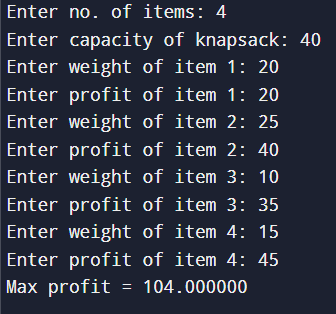 Enter no. of items: 4
Enter capacity of knapsack: 40
Enter weight of item 1: 20
Enter profit of item 1: 20
Enter weight of item 2: 25
Enter profit of item 2: 40
Enter weight of item 3: 10
Enter profit of item 3: 35
Enter weight of item 4: 15
Enter profit of item 4: 45
Max profit = 104.000000